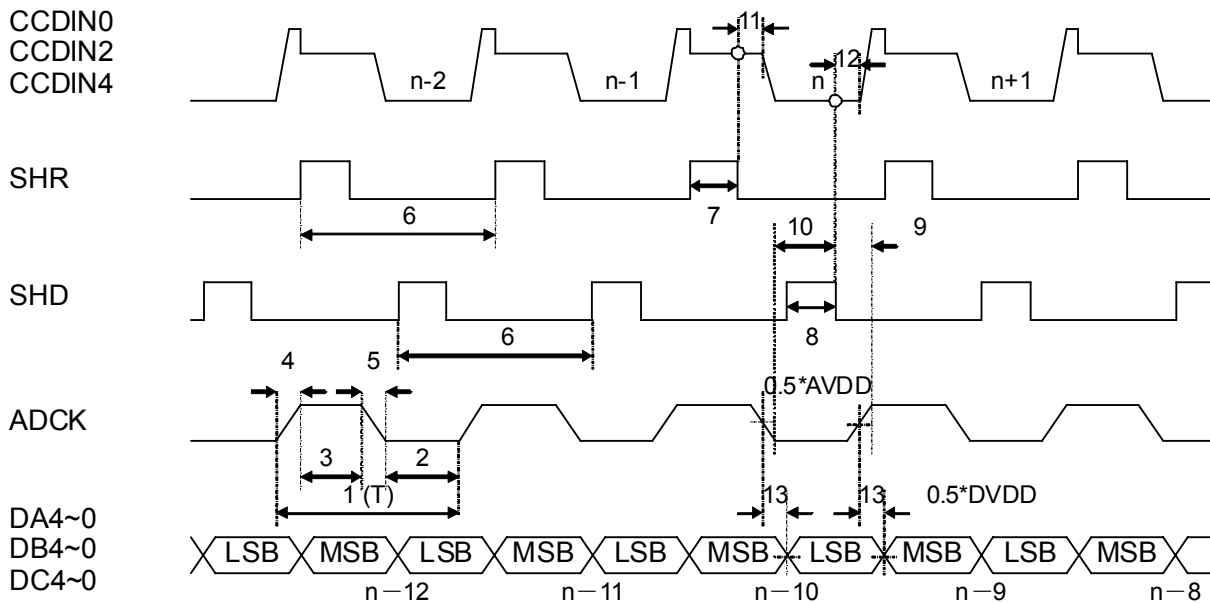 CCDIN0
CCDIN2
CCDIN4
11
12
n-2
n-1
n
n+1
SHR
6
7
10
9
SHD
6
8
4
5
0.5*AVDD
ADCK
3
2
1 (T)
13
13
0.5*DVDD
DA4~0
DB4~0
DC4~0
LSB
MSB
LSB
MSB
LSB
MSB
LSB
MSB
LSB
MSB
n－12
n－11
n－10
n－9
n－8